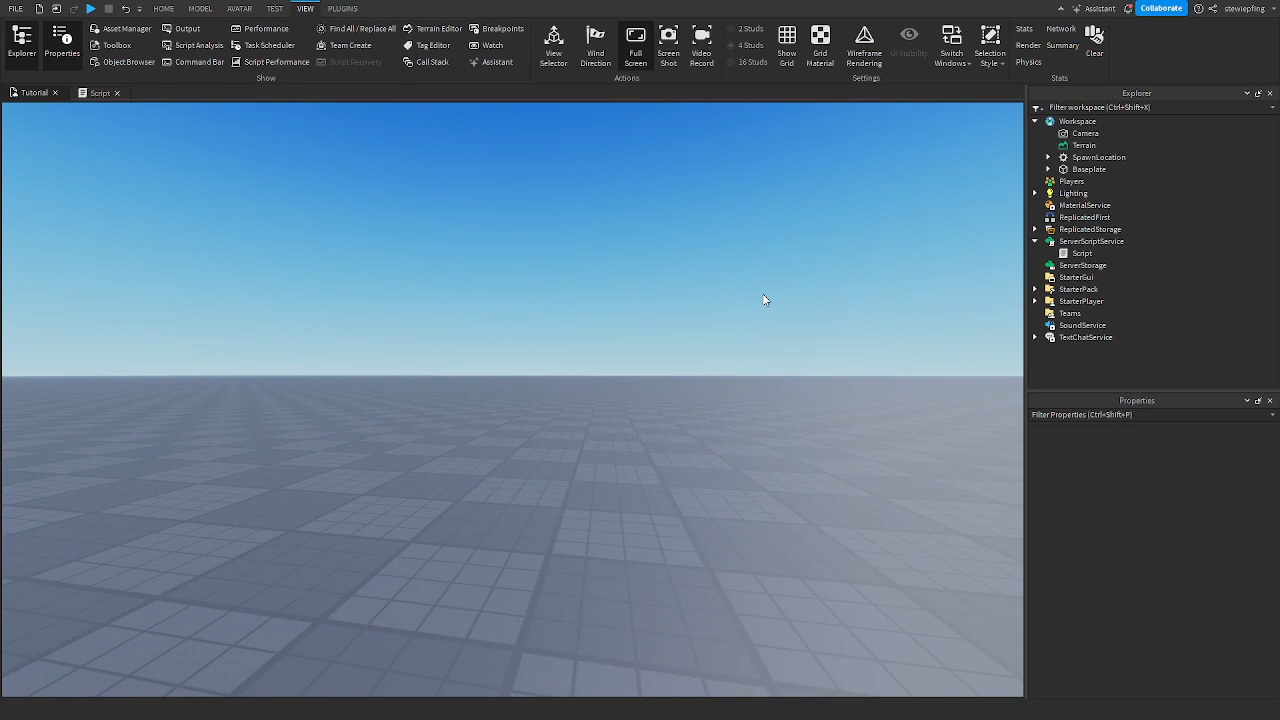 FILE HOME MODEL AVATAR TEST VIEW PLUGINS Assistant Collaborate stewiefing
Explorer
Properties
Asset Manager Output Performance Find All / Replace All Terrain Editor Breakpoints
Toolbox Script Analysis Task Scheduler Team Create Tag Editor Watch
Object Browser Command Bar Script Performance Script Recovery Call Stack Assistant
Show
View Selector
Wind Direction
Full Screen
Screen Shot
Video Record
Actions
2 Studs
4 Studs
16 Studs
Show Grid
Grid Material
Wireframe Rendering
UI Visibility
Switch Windows
Selection Style
Settings
Stats Network
Render Summary
Physics
Clear
Stats
Tutorial
Script
Explorer
Filter workspace (Ctrl+Shift+X)
Workspace
Camera
Terrain
SpawnLocation
Baseplate
Players
Lighting
MaterialService
ReplicatedFirst
ReplicatedStorage
ServerScriptService
Script
ServerStorage
StarterGui
StarterPack
StarterPlayer
Teams
SoundService
TextChatService
Properties
Filter Properties (Ctrl+Shift+P)